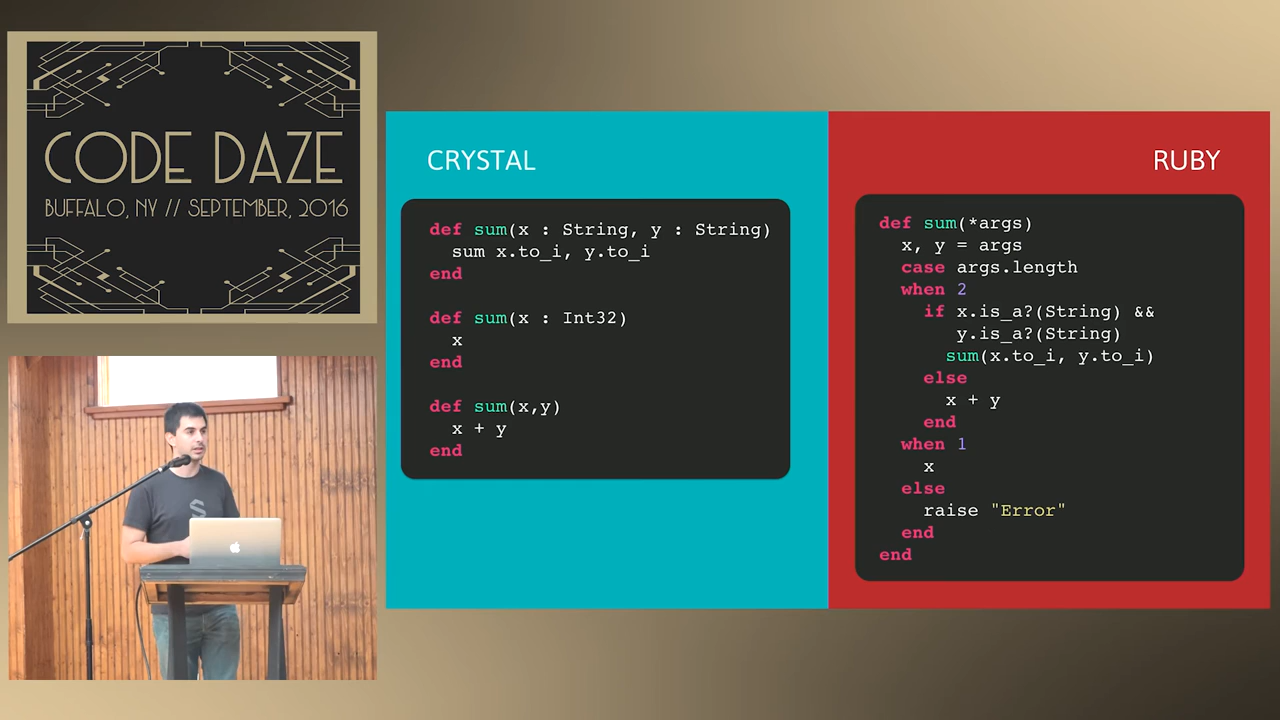 CODE DAZE
BUFFALO, NY // SEPTEMBER, 2016
CRYSTAL
def sum(x : String, y : String)
  sum x.to_i, y.to_i
end

def sum(x : Int32)
  x
end

def sum(x,y)
  x + y
end
RUBY
def sum(*args)
  x, y = args
  case args.length
  when 2
    if x.is_a?(String) &&
       y.is_a?(String)
      sum(x.to_i, y.to_i)
    else
      x + y
    end
  when 1
    x
  else
    raise "Error"
  end
end
S